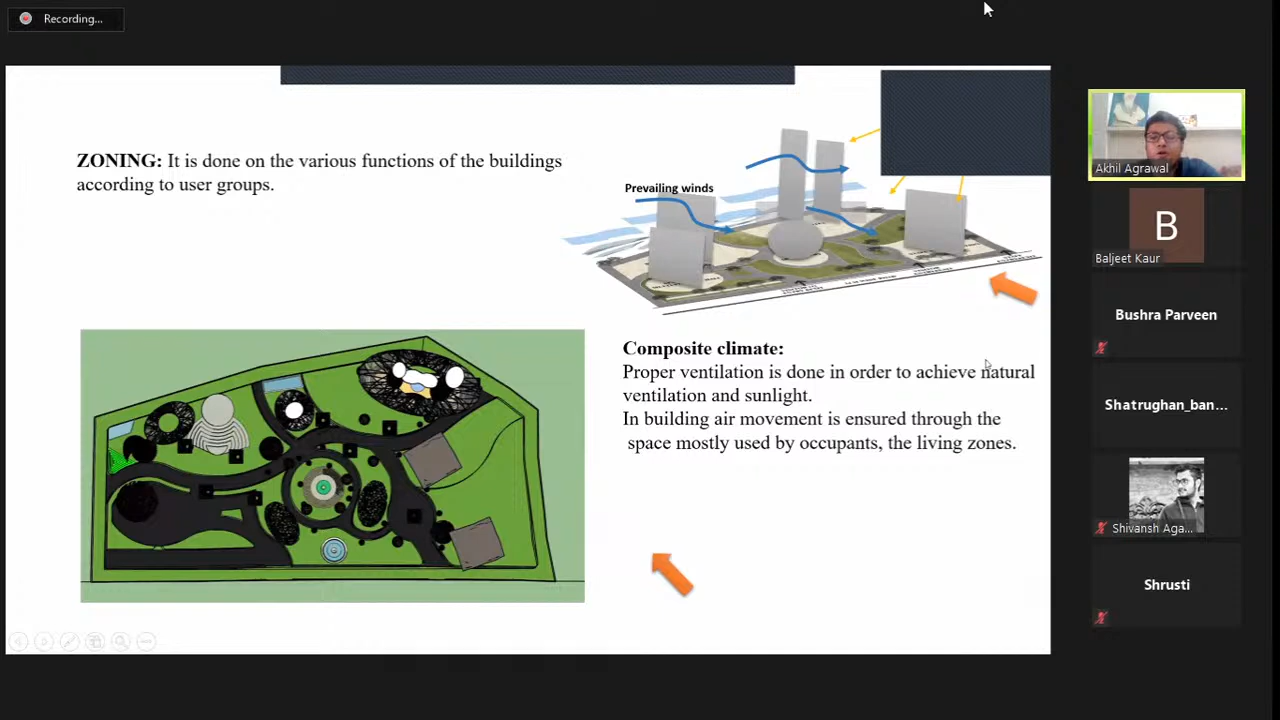 Recording...
ZONING: It is done on the various functions of the buildings
according to user groups.
Prevailing winds
Composite climate:
Proper ventilation is done in order to achieve natural
ventilation and sunlight.
In building air movement is ensured through the
space mostly used by occupants, the living zones.
Akhil Agrawal
B
Baljeet Kaur
Bushra Parveen
Shatrughan_ban...
Shivansh Aga...
Shrusti